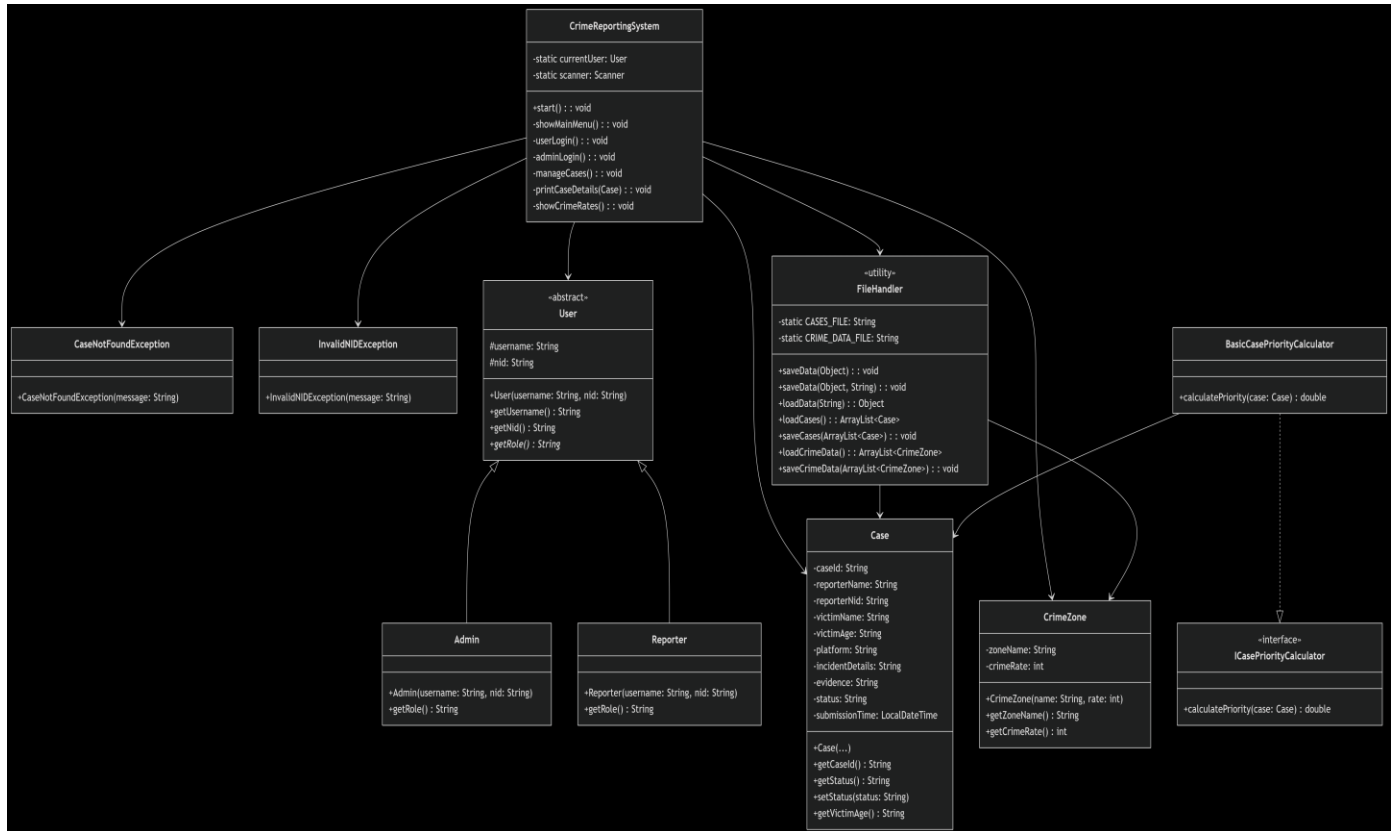 CrimeReportingSystem
-static currentUser: User
-static scanner: Scanner
+start() : : void
-showMainMenu() : : void
-userLogin() : : void
-adminLogin() : : void
-manageCases() : : void
-printCaseDetails(Case) : : void
-showCrimeRates() : : void
CaseNotFoundException
+CaseNotFoundException(message: String)
InvalidNIDException
+InvalidNIDException(message: String)
«abstract»
User
#username: String
#nid: String
+User(username: String, nid: String)
+getUsername() : String
+getNid() : String
+getRole() : String
«utility»
FileHandler
-static CASES_FILE: String
-static CRIME_DATA_FILE: String
+saveData(Object) : : void
+saveData(Object, String) : : void
+loadData(String) : : Object
+loadCases() : : ArrayList<Case>
+saveCases(ArrayList<Case>) : : void
+loadCrimeData() : : ArrayList<CrimeZone>
+saveCrimeData(ArrayList<CrimeZone>) : : void
BasicCasePriorityCalculator
+calculatePriority(case: Case) : double
Admin
+Admin(username: String, nid: String)
+getRole() : String
Reporter
+Reporter(username: String, nid: String)
+getRole() : String
Case
-caseId: String
-reporterName: String
-reporterNid: String
-victimName: String
-victimAge: String
-platform: String
-incidentDetails: String
-evidence: String
-status: String
-submissionTime: LocalDateTime
+Case(...)
+getCaseId() : String
+getStatus() : String
+setStatus(status: String)
+getVictimAge() : String
CrimeZone
-zoneName: String
-crimeRate: int
+CrimeZone(name: String, rate: int)
+getZoneName() : String
+getCrimeRate() : int
«interface»
ICasePriorityCalculator
+calculatePriority(case: Case) : double